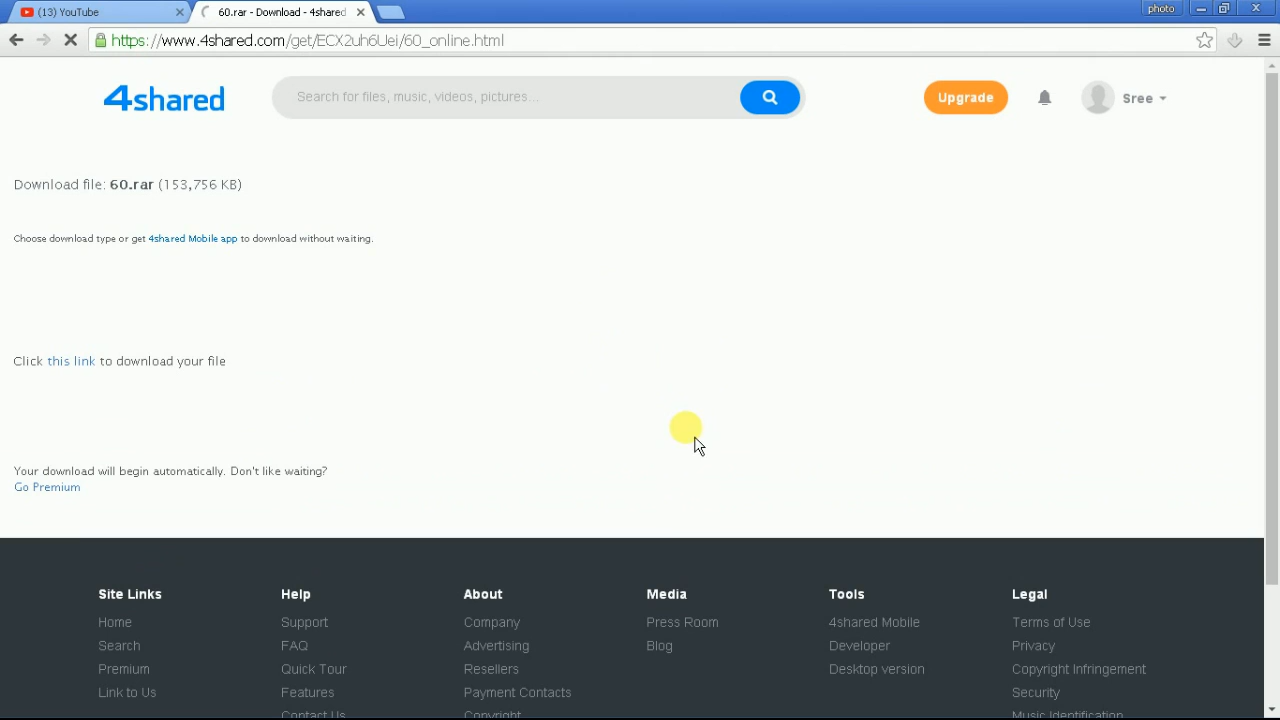 (13) YouTube
60.rar - Download - 4shared
photo
https://www.4shared.com/get/ECX2uh6Uei/60_online.html
4shared
Search for files, music, videos, pictures...
Upgrade
Sree
Download file: 60.rar (153,756 KB)
Choose download type or get 4shared Mobile app to download without waiting.
Click this link to download your file
Your download will begin automatically. Don't like waiting?
Go Premium
Site Links
Home
Search
Premium
Link to Us
Help
Support
FAQ
Quick Tour
Features
Contact Us
About
Company
Advertising
Resellers
Payment Contacts
Copyright
Media
Press Room
Blog
Tools
4shared Mobile
Developer
Desktop version
Legal
Terms of Use
Privacy
Copyright Infringement
Security
Music Identification